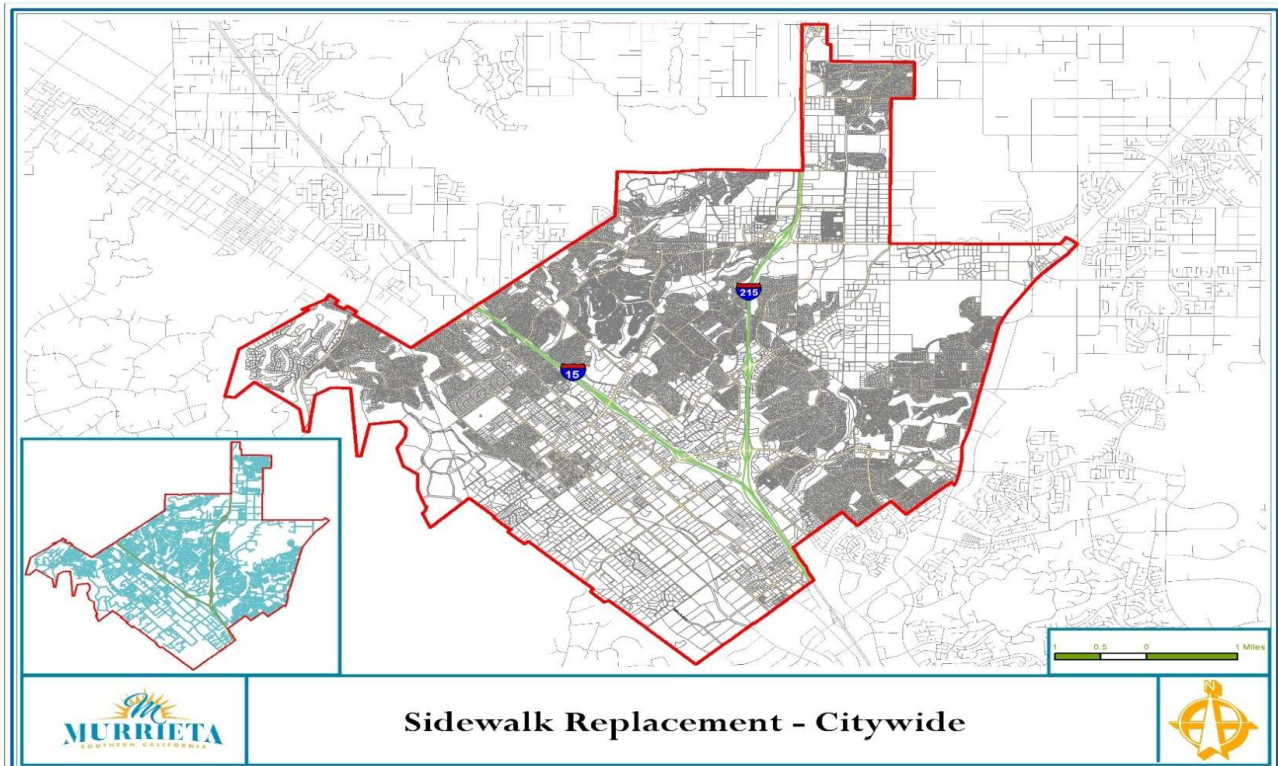 215
15
1 0.5 0 1 Miles
MURRIETA
SOUTHERN CALIFORNIA
Sidewalk Replacement - Citywide
N